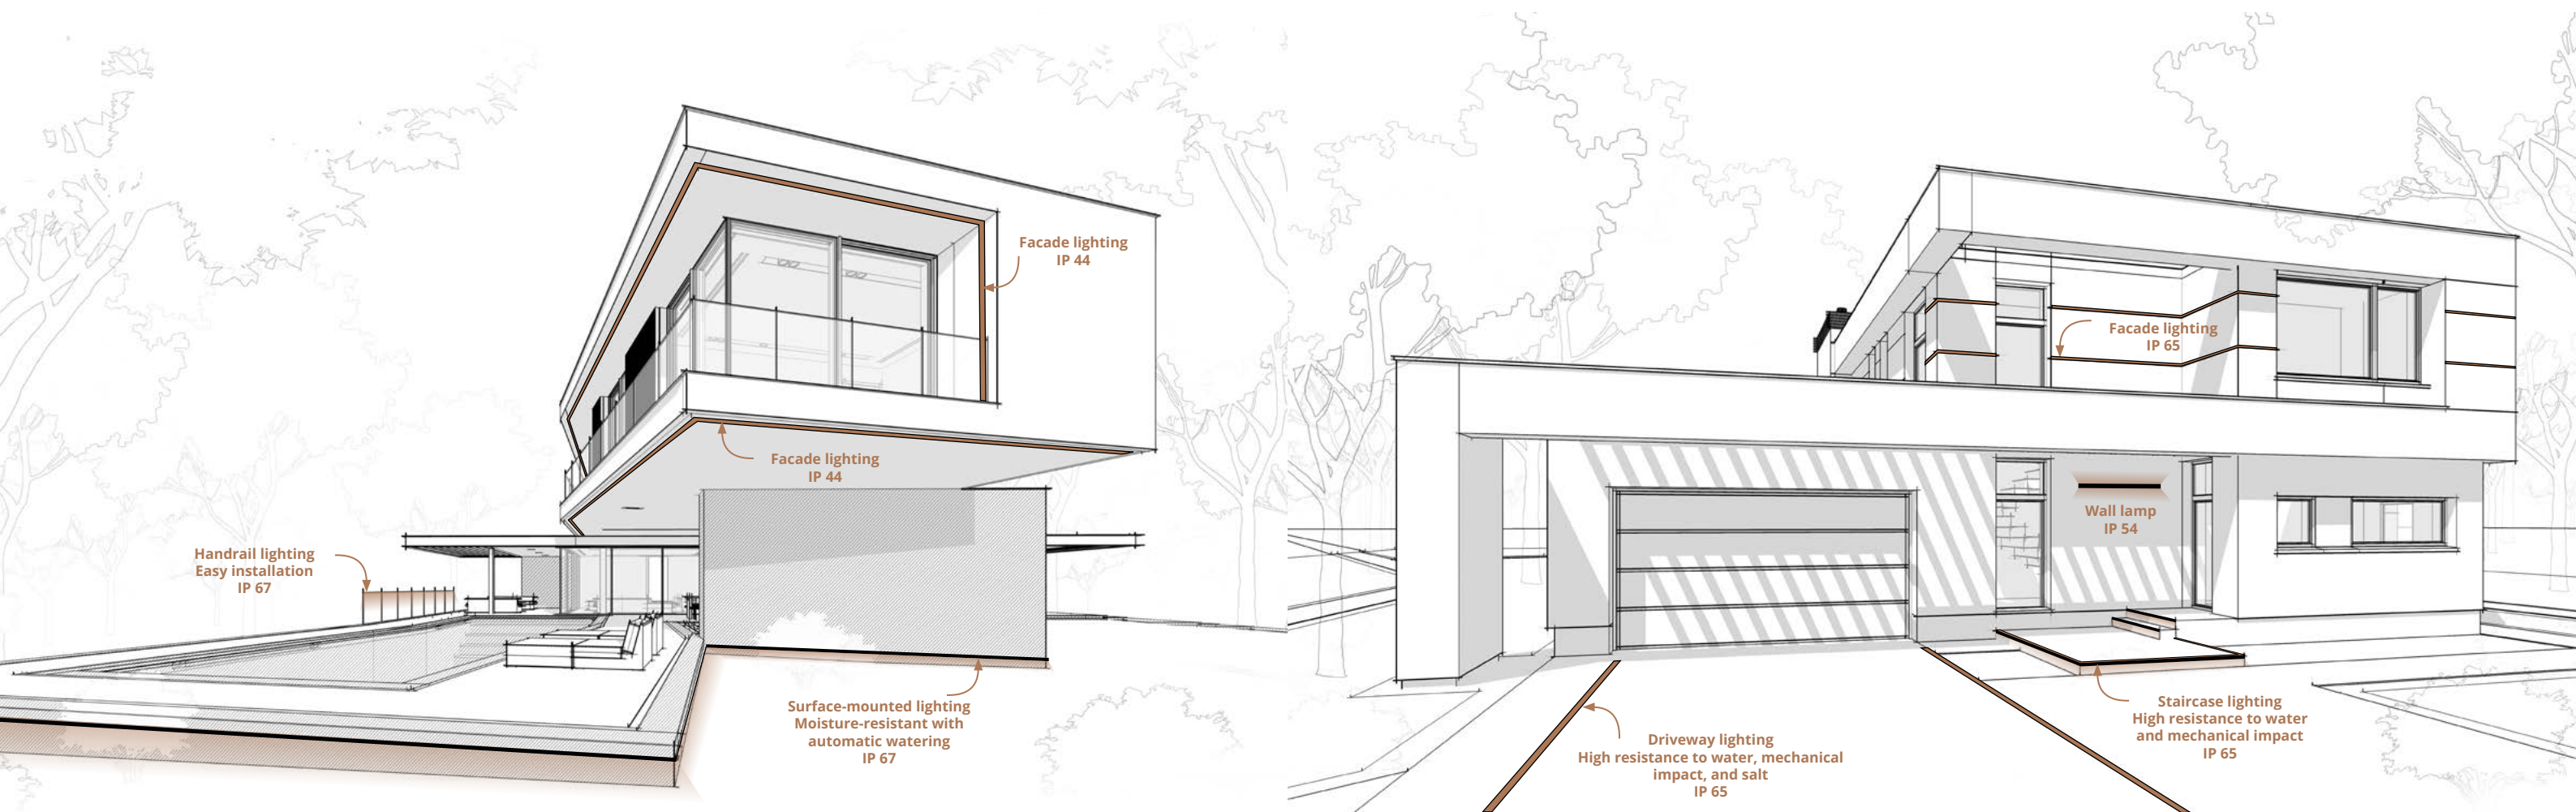 Facade lighting
IP 44
Facade lighting
IP 44
Handrail lighting
Easy installation
IP 67
Surface-mounted lighting
Moisture-resistant with
automatic watering
IP 67
Facade lighting
IP 65
Wall lamp
IP 54
Staircase lighting
High resistance to water
and mechanical impact
IP 65
Driveway lighting
High resistance to water, mechanical
impact, and salt
IP 65